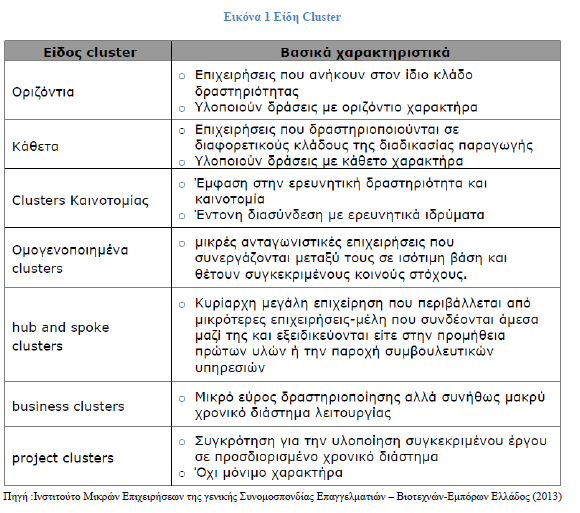 Εικόνα 1 Είδη Cluster
Είδος cluster
Βασικά χαρακτηριστικά
Οριζόντια
○ Επιχειρήσεις που ανήκουν στον ίδιο κλάδο
δραστηριότητας
○ Υλοποιούν δράσεις με οριζόντιο χαρακτήρα
Κάθετα
○ Επιχειρήσεις που δραστηριοποιούνται σε
διαφορετικούς κλάδους της διαδικασίας παραγωγής
○ Υλοποιούν δράσεις με κάθετο χαρακτήρα
Clusters Καινοτομίας
○ Έμφαση στην ερευνητική δραστηριότητα και
καινοτομία
○ Έντονη διασύνδεση με ερευνητικά ιδρύματα
Ομογενοποιημένα
clusters
○ μικρές ανταγωνιστικές επιχειρήσεις που
συνεργάζονται μεταξύ τους σε ισότιμη βάση και
θέτουν συγκεκριμένους κοινούς στόχους.
hub and spoke
clusters
○ Κυρίαρχη μεγάλη επιχείρηση που περιβάλλεται από
μικρότερες επιχειρήσεις-μέλη που συνδέονται άμεσα
μαζί της και εξειδικεύονται είτε στην προμήθεια
πρώτων υλών ή την παροχή συμβουλευτικών
υπηρεσιών
business clusters
○ Μικρό εύρος δραστηριοποίησης αλλά συνήθως μακρύ
χρονικό διάστημα λειτουργίας
project clusters
○ Συγκρότηση για την υλοποίηση συγκεκριμένου έργου
σε προσδιορισμένο χρονικό διάστημα
○ Όχι μόνιμο χαρακτήρα
Πηγή :Ινστιτούτο Μικρών Επιχειρήσεων της γενικής Συνομοσπονδίας Επαγγελματιών – Βιοτεχνών-Εμπόρων Ελλάδος (2013)